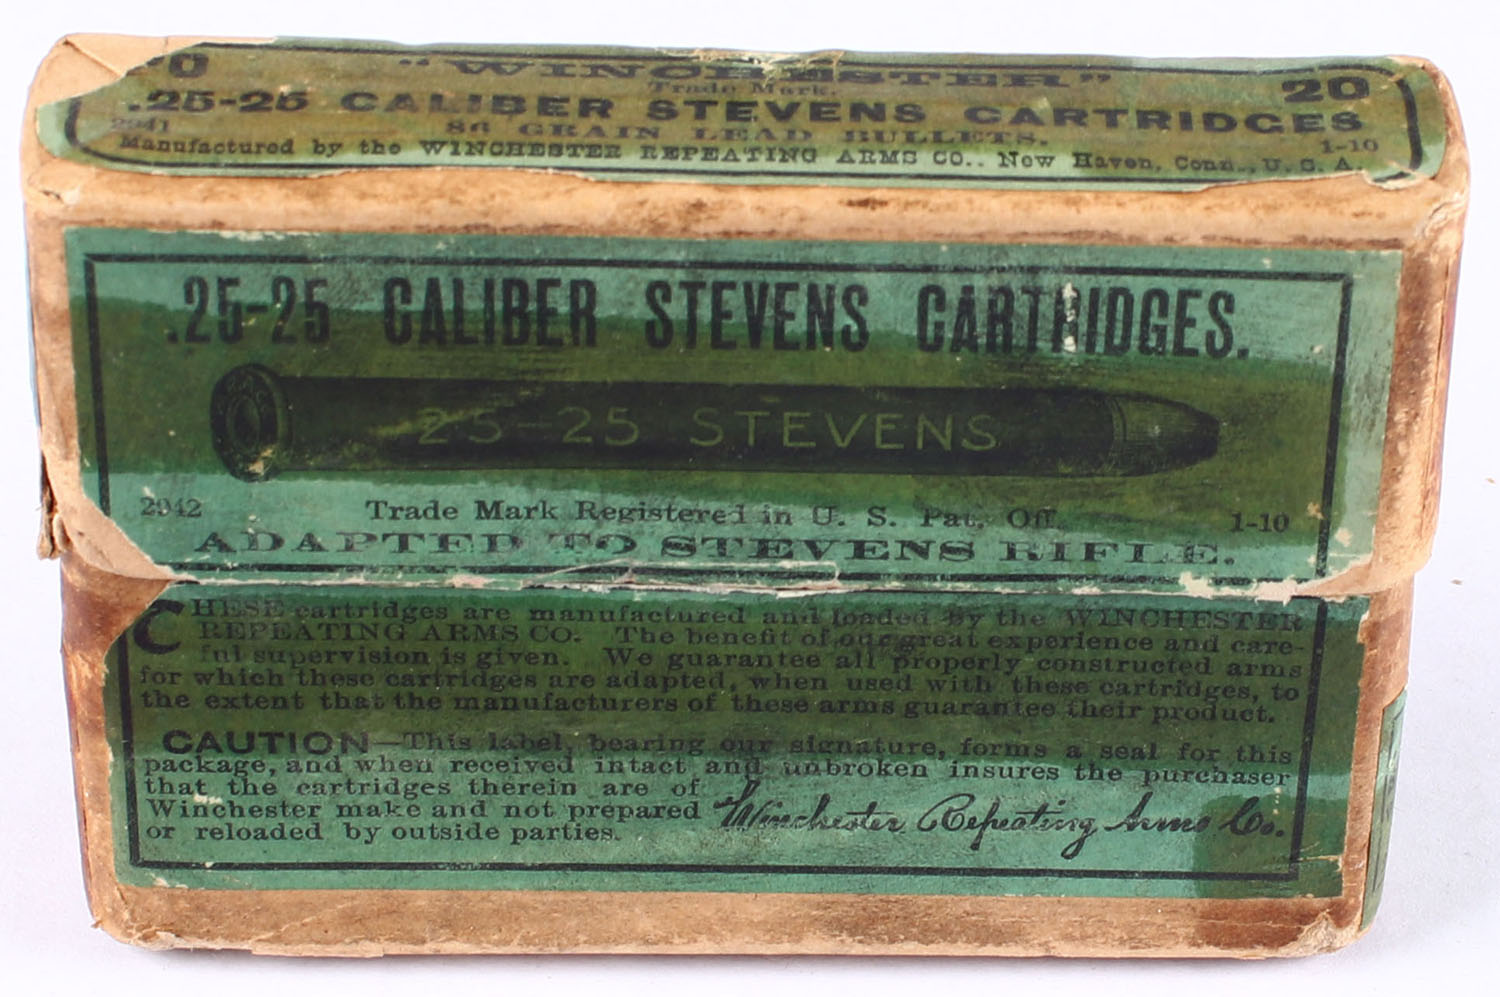 20 "WINCHESTER" 20
Trade Mark.
.25-25 CALIBER STEVENS CARTRIDGES
2941 86 GRAIN LEAD BULLETS. 1-10
Manufactured by the WINCHESTER REPEATING ARMS CO., New Haven, Conn., U. S. A.
.25-25 CALIBER STEVENS CARTRIDGES.
25-25 STEVENS
2942 Trade Mark Registered in U. S. Pat. Off. 1-10
ADAPTED TO STEVENS RIFLE.
THESE cartridges are manufactured and loaded by the WINCHESTER
REPEATING ARMS CO. The benefit of our great experience and care-
ful supervision is given. We guarantee all properly constructed arms
for which these cartridges are adapted, when used with these cartridges, to
the extent that the manufacturers of these arms guarantee their product.
CAUTION—This label, bearing our signature, forms a seal for this
package, and when received intact and unbroken insures the purchaser
that the cartridges therein are of
Winchester make and not prepared
or reloaded by outside parties.
Winchester Repeating Arms Co.